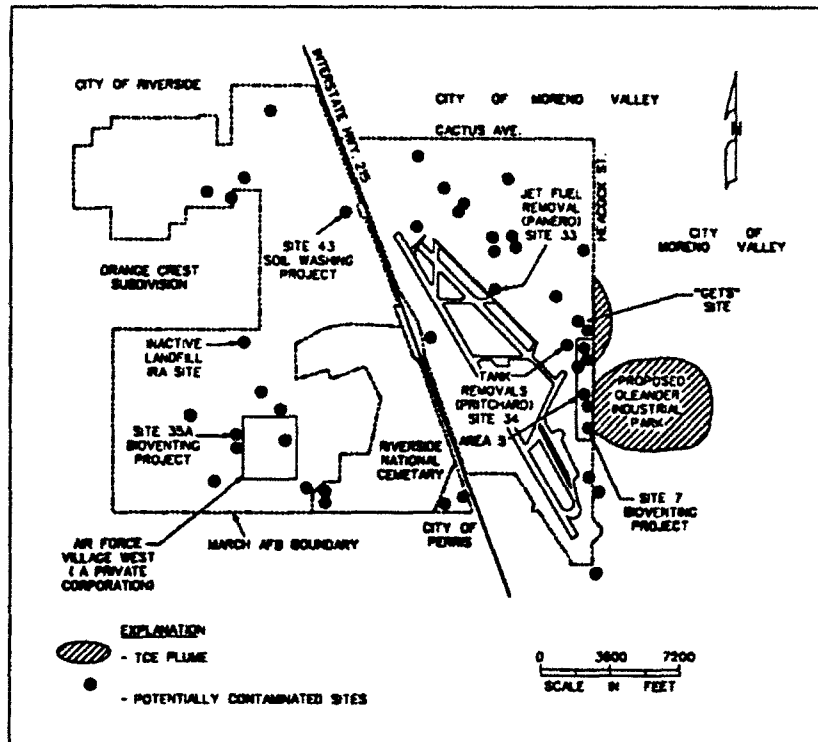 CITY OF RIVERSIDE
INTERSTATE HWY. 215
CITY OF MORENO VALLEY
CACTUS AVE.
N
HEACOCK ST.
JET FUEL
REMOVAL
(PANERO)
SITE 33
CITY OF
MORENO VALLEY
SITE 43
SOIL WASHING
PROJECT
ORANGE CREST
SUBDIVISION
"GETS"
SITE
INACTIVE
LANDFILL
IRA SITE
TANK
REMOVALS
(PRITCHARD)
SITE 34
PROPOSED
OLEANDER
INDUSTRIAL
PARK
SITE 35A
BIOVENTING
PROJECT
AREA 3
RIVERSIDE
NATIONAL
CEMETARY
SITE 7
BIOVENTING
PROJECT
CITY OF
PERRIS
AIR FORCE
VILLAGE WEST
( A PRIVATE
CORPORATION)
MARCH AFB BOUNDARY
EXPLANATION
- TCE PLUME
- POTENTIALLY CONTAMINATED SITES
0 3600 7200
SCALE IN FEET